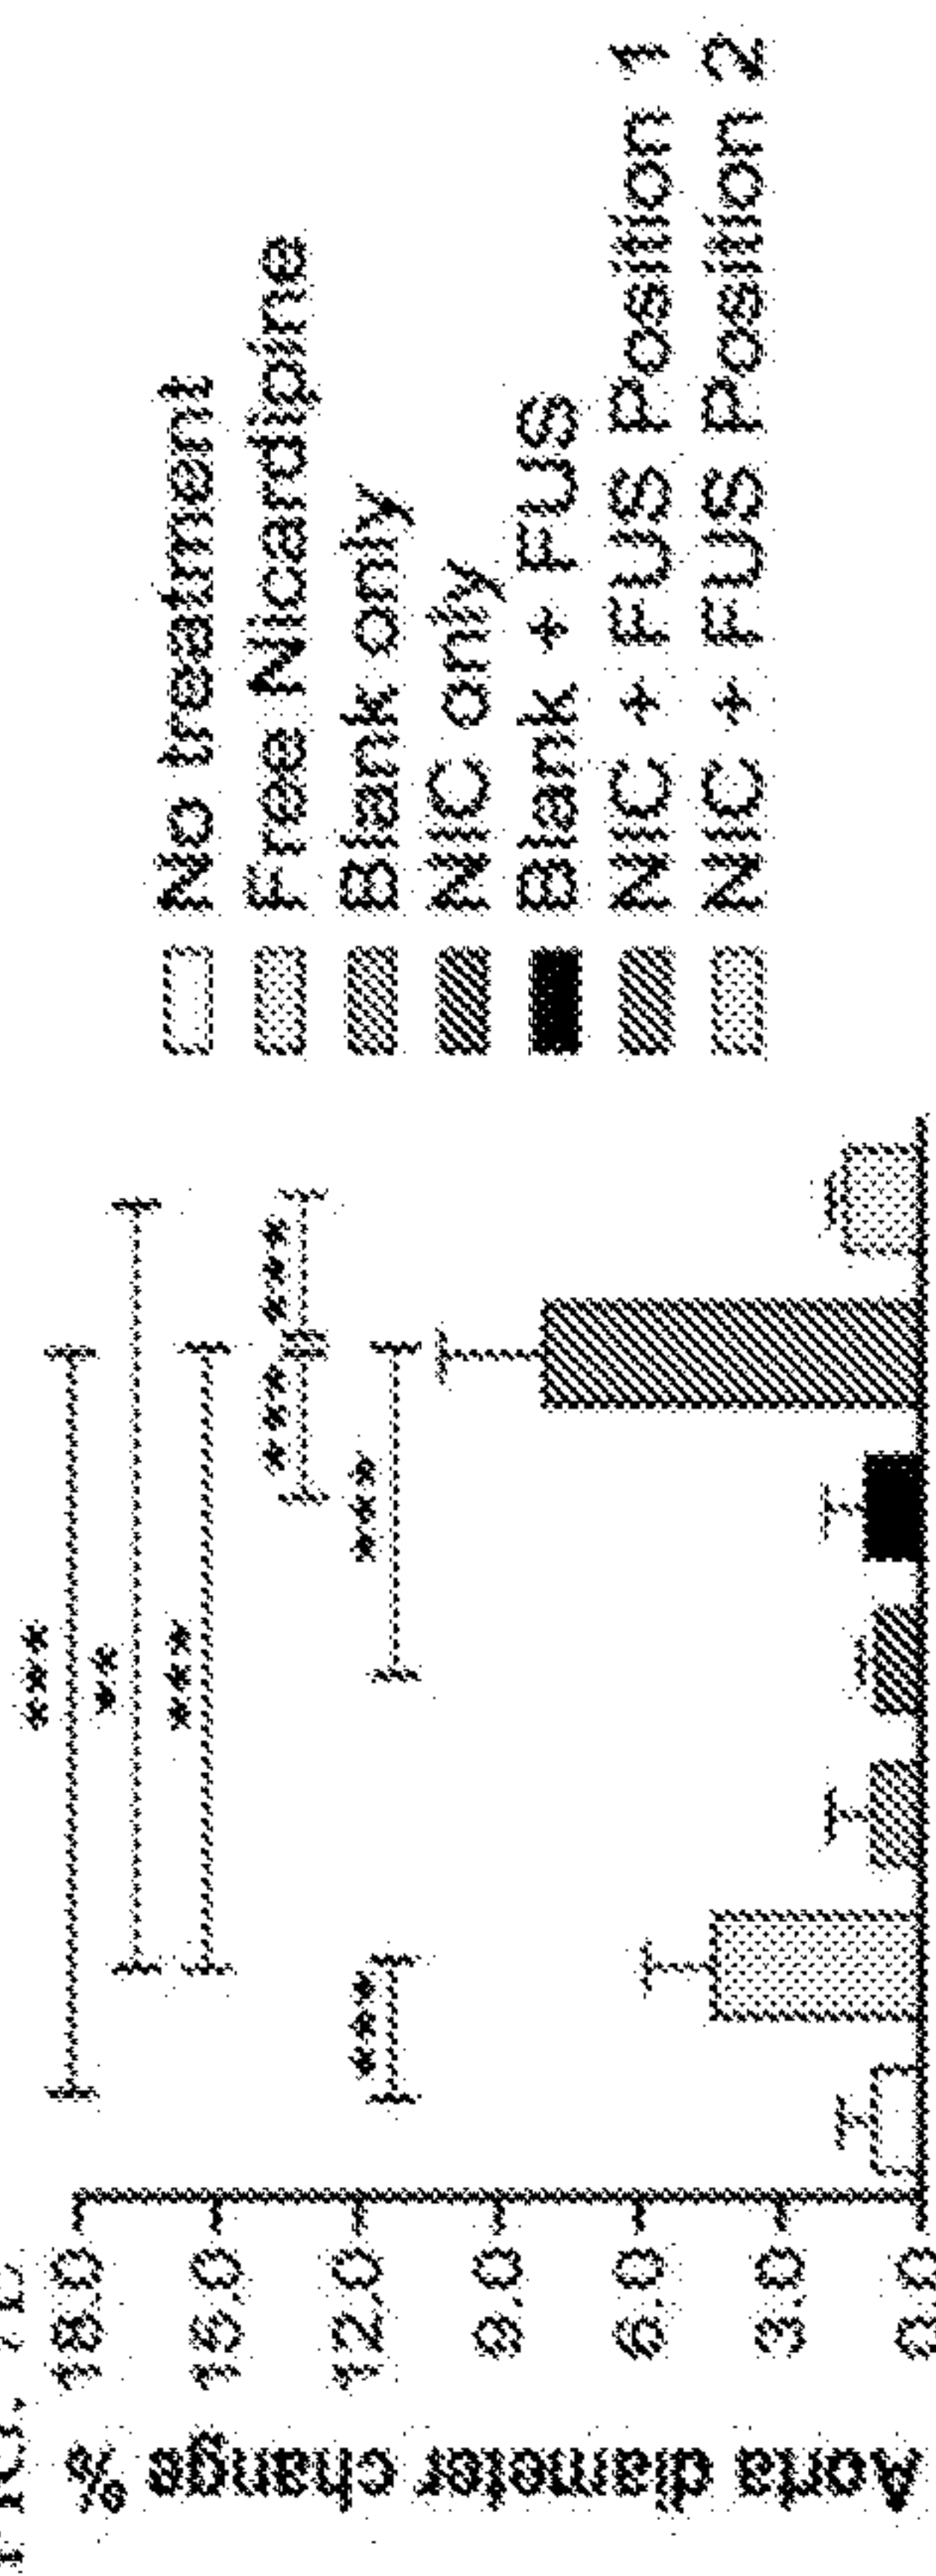 Aorta diameter change %
18.0
15.0
12.0
9.0
6.0
3.0
0.0
***
**
***
***
***
***
***
No treatment
Free Nicardipine
Blank only
NIC only
Blank + FUS
NIC + FUS Position 1
NIC + FUS Position 2